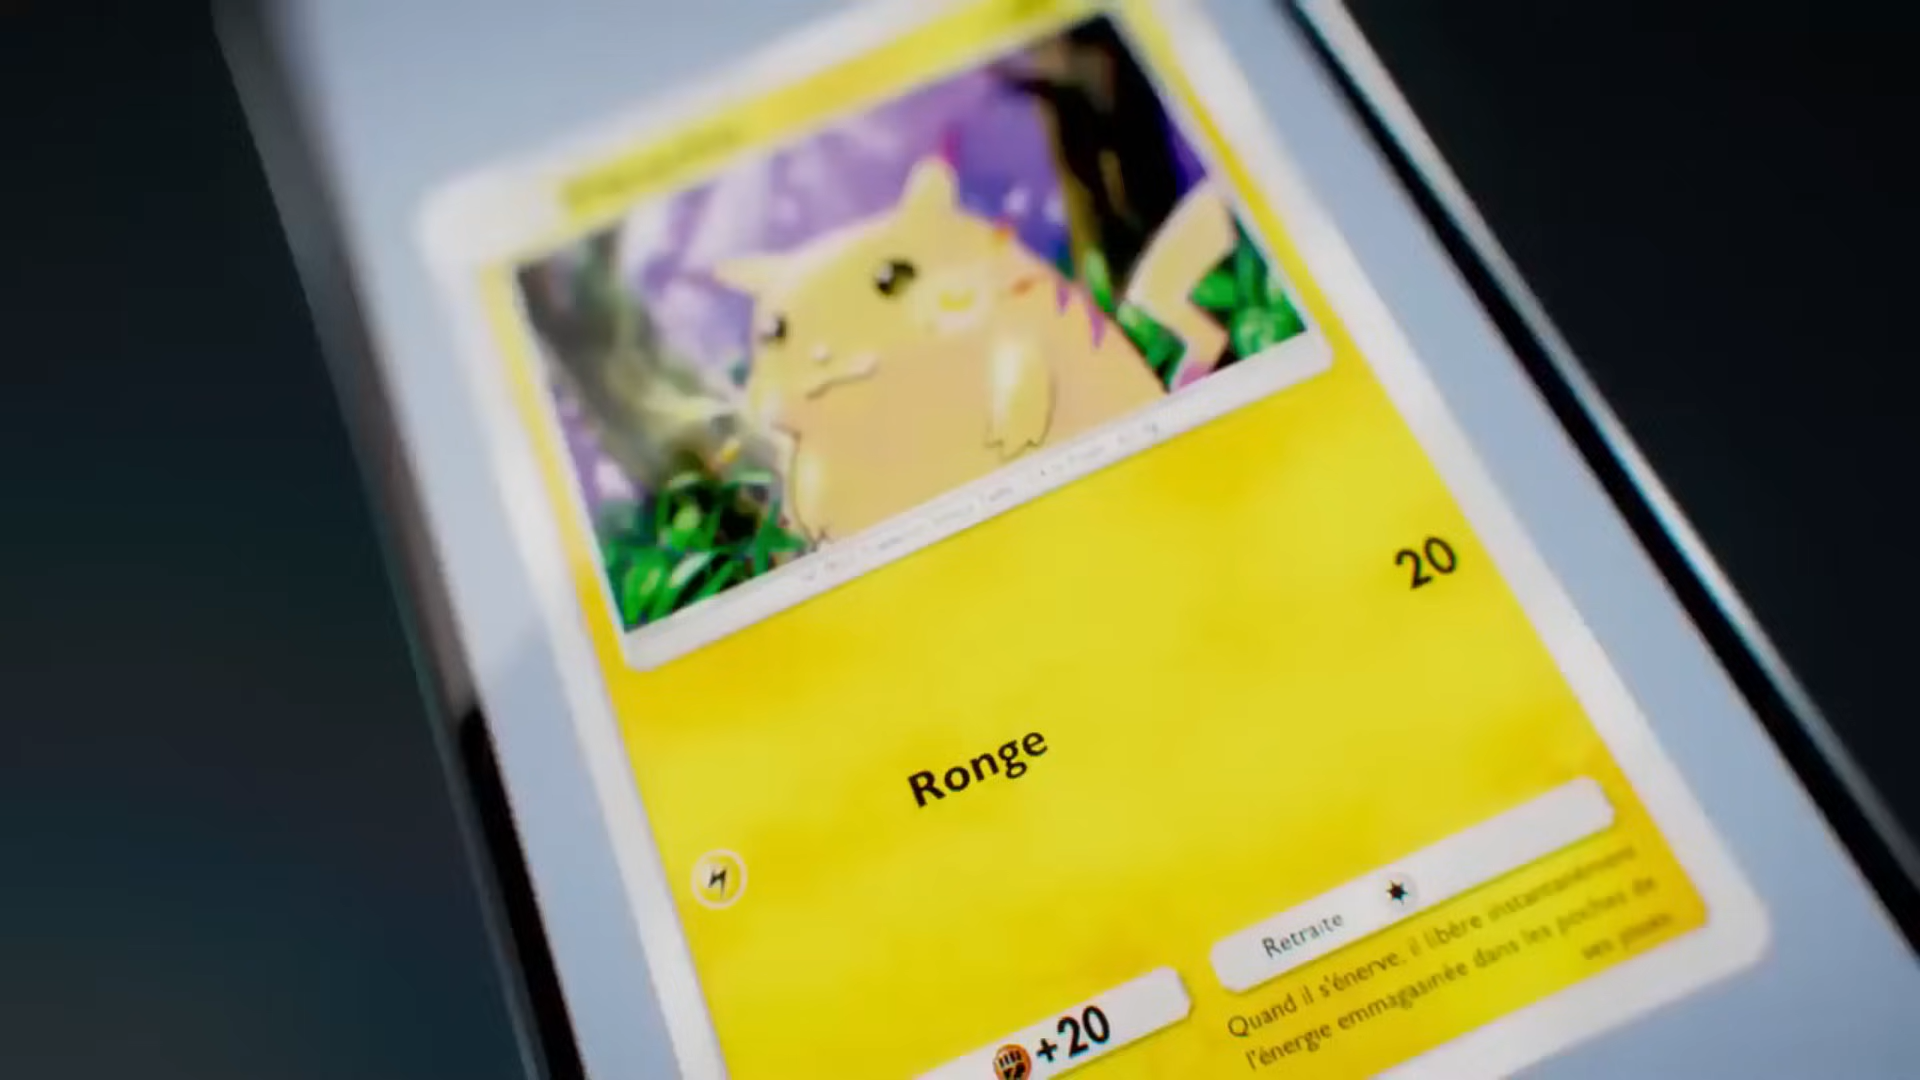 20
Ronge
Retraite
+20
Quand il s'énerve, il libère instantanément
l'énergie emmagasinée dans les poches de
ses joues.